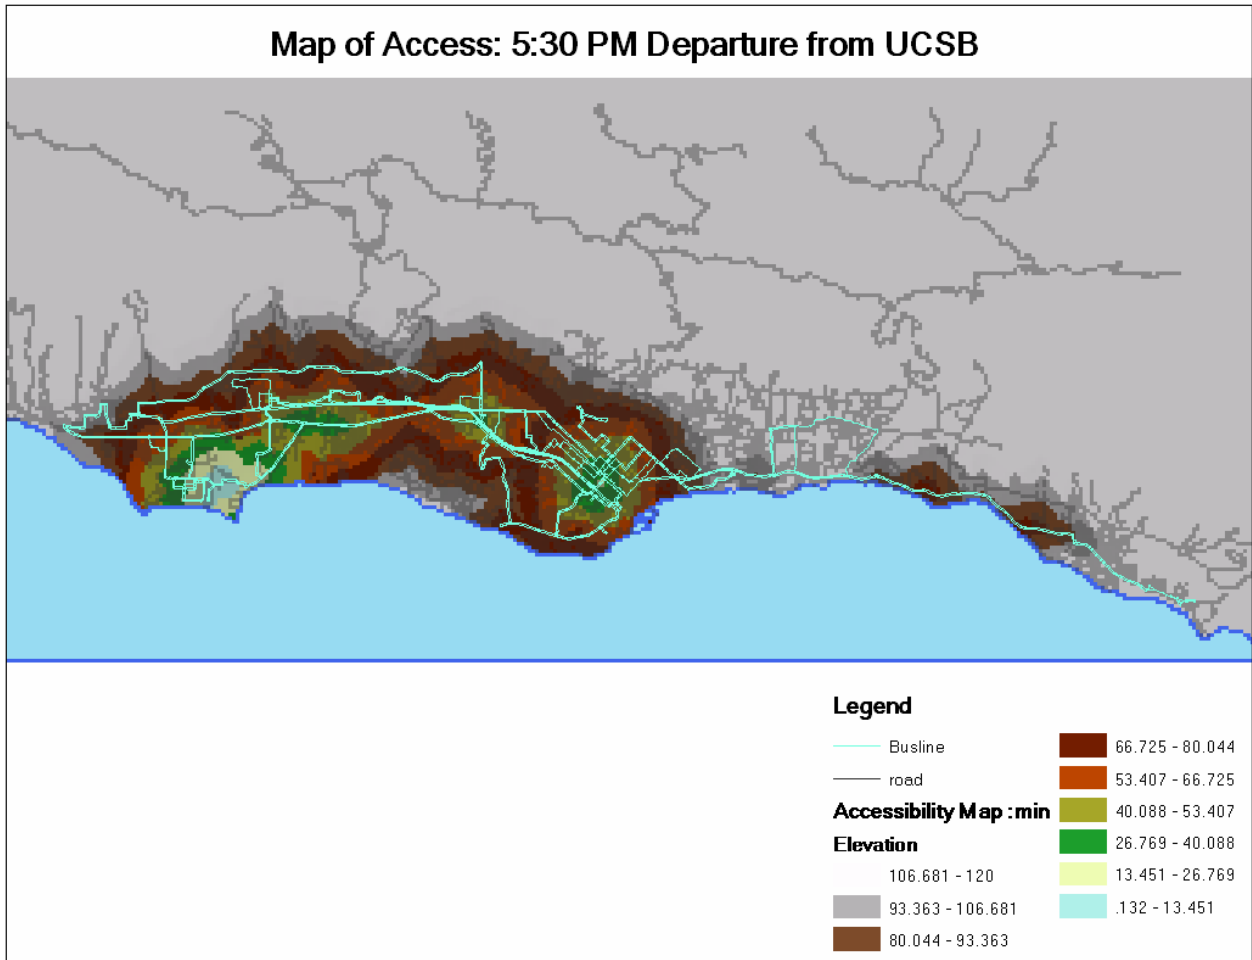 Map of Access: 5:30 PM Departure from UCSB
Legend
Busline
road
Accessibility Map : min
Elevation
106.681 - 120
93.363 - 106.681
80.044 - 93.363
66.725 - 80.044
53.407 - 66.725
40.088 - 53.407
26.769 - 40.088
13.451 - 26.769
.132 - 13.451